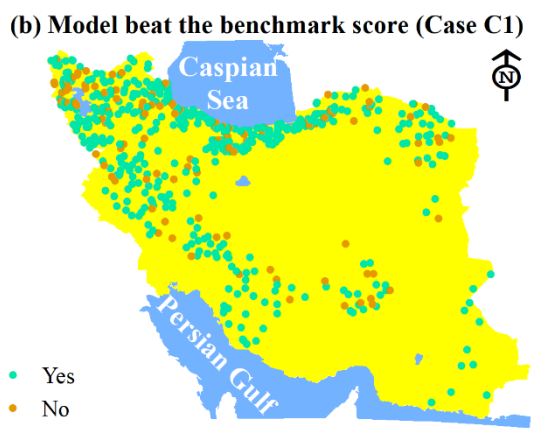 (b) Model beat the benchmark score (Case C1)
Caspian
Sea
N
Persian Gulf
Yes
No